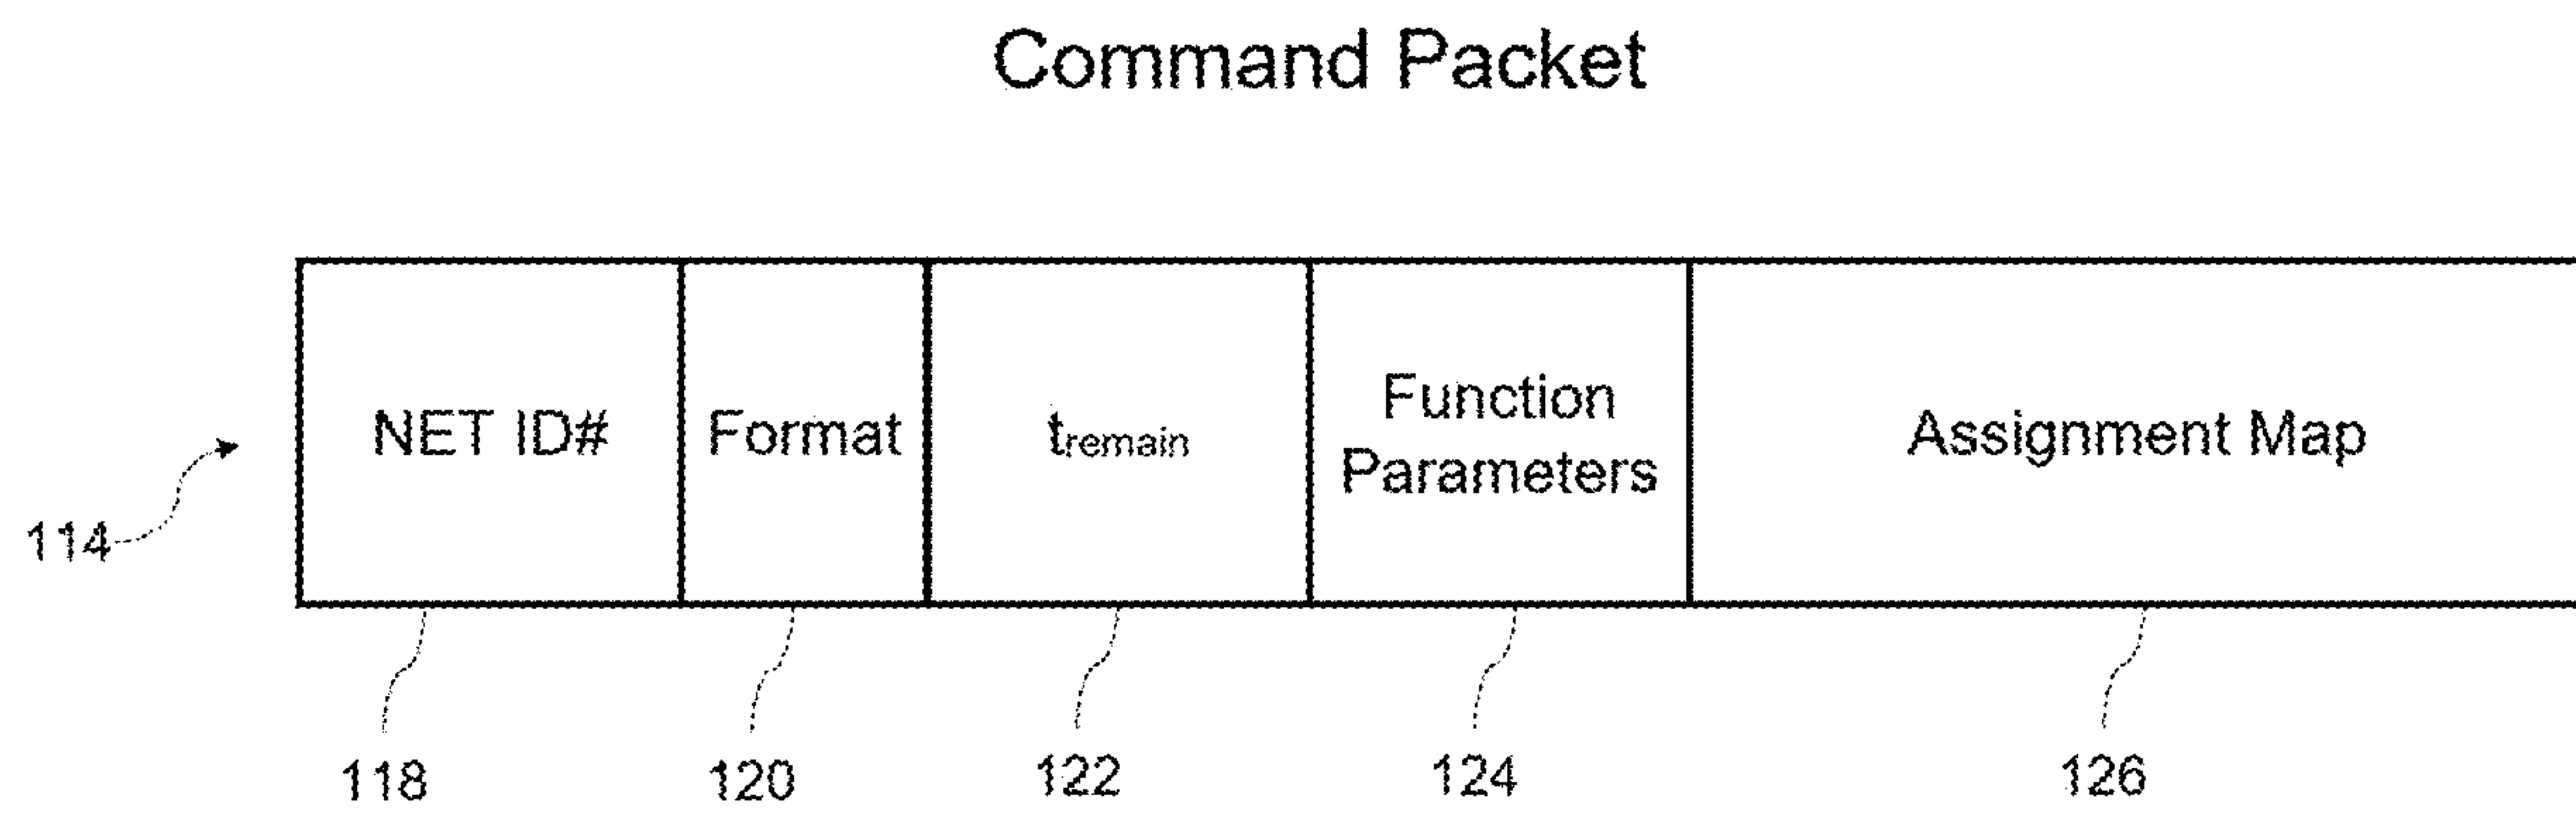 Command Packet
NET ID#
Format
tremain
Function
Parameters
Assignment Map
114
118
120
122
124
126